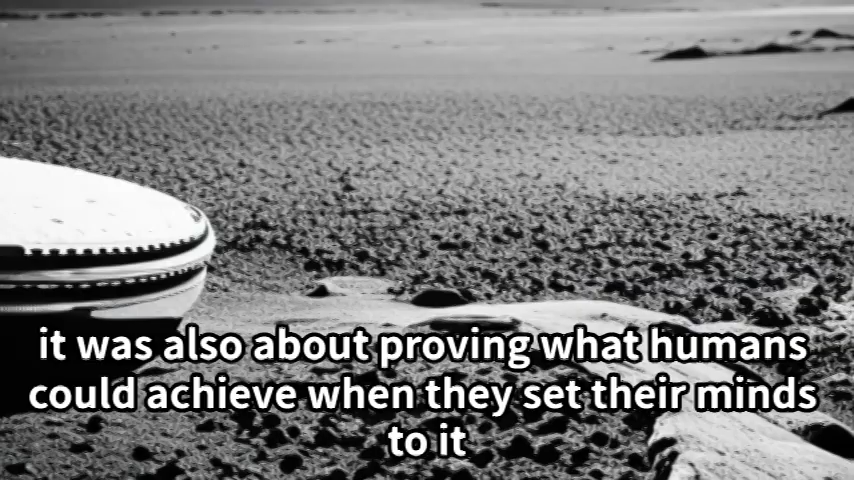 it was also about proving what humans
could achieve when they set their minds
to it